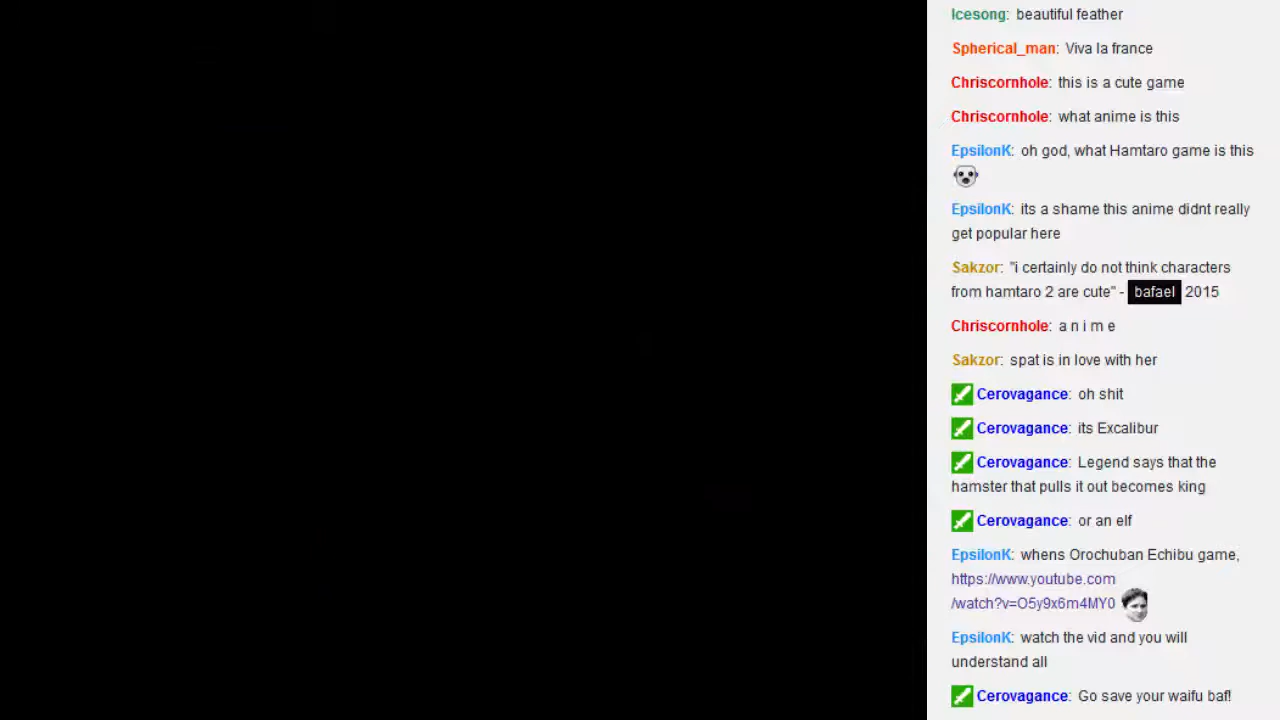 Icesong: beautiful feather
Spherical_man: Viva la france
Chriscornhole: this is a cute game
Chriscornhole: what anime is this
EpsilonK: oh god, what Hamtaro game is this
EpsilonK: its a shame this anime didnt really
get popular here
Sakzor: "i certainly do not think characters
from hamtaro 2 are cute" - bafael 2015
Chriscornhole: a n i m e
Sakzor: spat is in love with her
Cerovagance: oh shit
Cerovagance: its Excalibur
Cerovagance: Legend says that the
hamster that pulls it out becomes king
Cerovagance: or an elf
EpsilonK: whens Orochuban Echibu game,
https://www.youtube.com
/watch?v=O5y9x6m4MY0
EpsilonK: watch the vid and you will
understand all
Cerovagance: Go save your waifu baf!